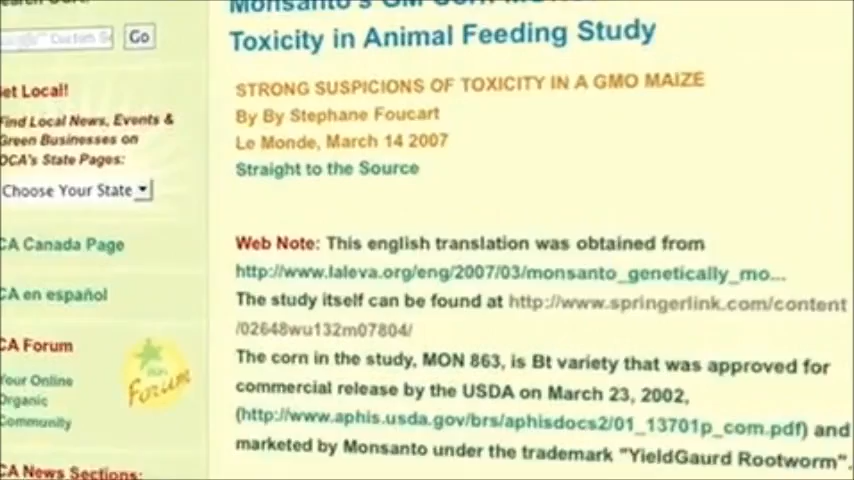 Go
Toxicity in Animal Feeding Study
STRONG SUSPICIONS OF TOXICITY IN A GMO MAIZE
By By Stephane Foucart
Le Monde, March 14 2007
Straight to the Source
Get Local!
Find Local News, Events &
Green Businesses on
OCA's State Pages:
Choose Your State
CA Canada Page
CA en español
CA Forum
Your Online
Organic
Community
Forum
CA News Sections:
Web Note: This english translation was obtained from
http://www.laleva.org/eng/2007/03/monsanto_genetically_mo...
The study itself can be found at http://www.springerlink.com/content
/02648wu132m07804/
The corn in the study, MON 863, is Bt variety that was approved for
commercial release by the USDA on March 23, 2002,
(http://www.aphis.usda.gov/brs/aphisdocs2/01_13701p_com.pdf) and
marketed by Monsanto under the trademark "YieldGaurd Rootworm".